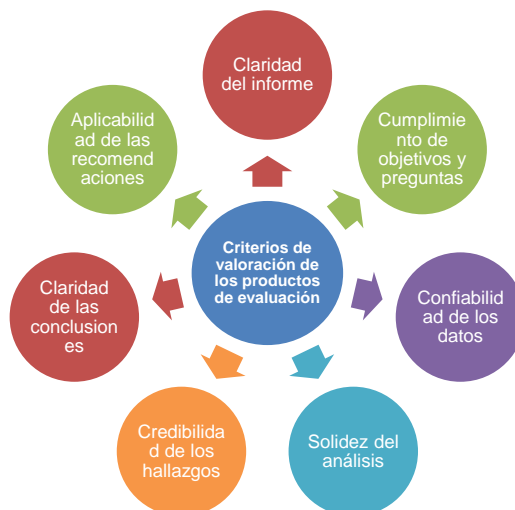 Claridad
del informe
Cumplimie
nto de
objetivos y
preguntas
Confiabilid
ad de los
datos
Solidez del
análisis
Credibilida
d de los
hallazgos
Claridad
de las
conclusion
es
Aplicabilid
ad de las
recomend
aciones
Criterios de
valoración de
los productos
de evaluación